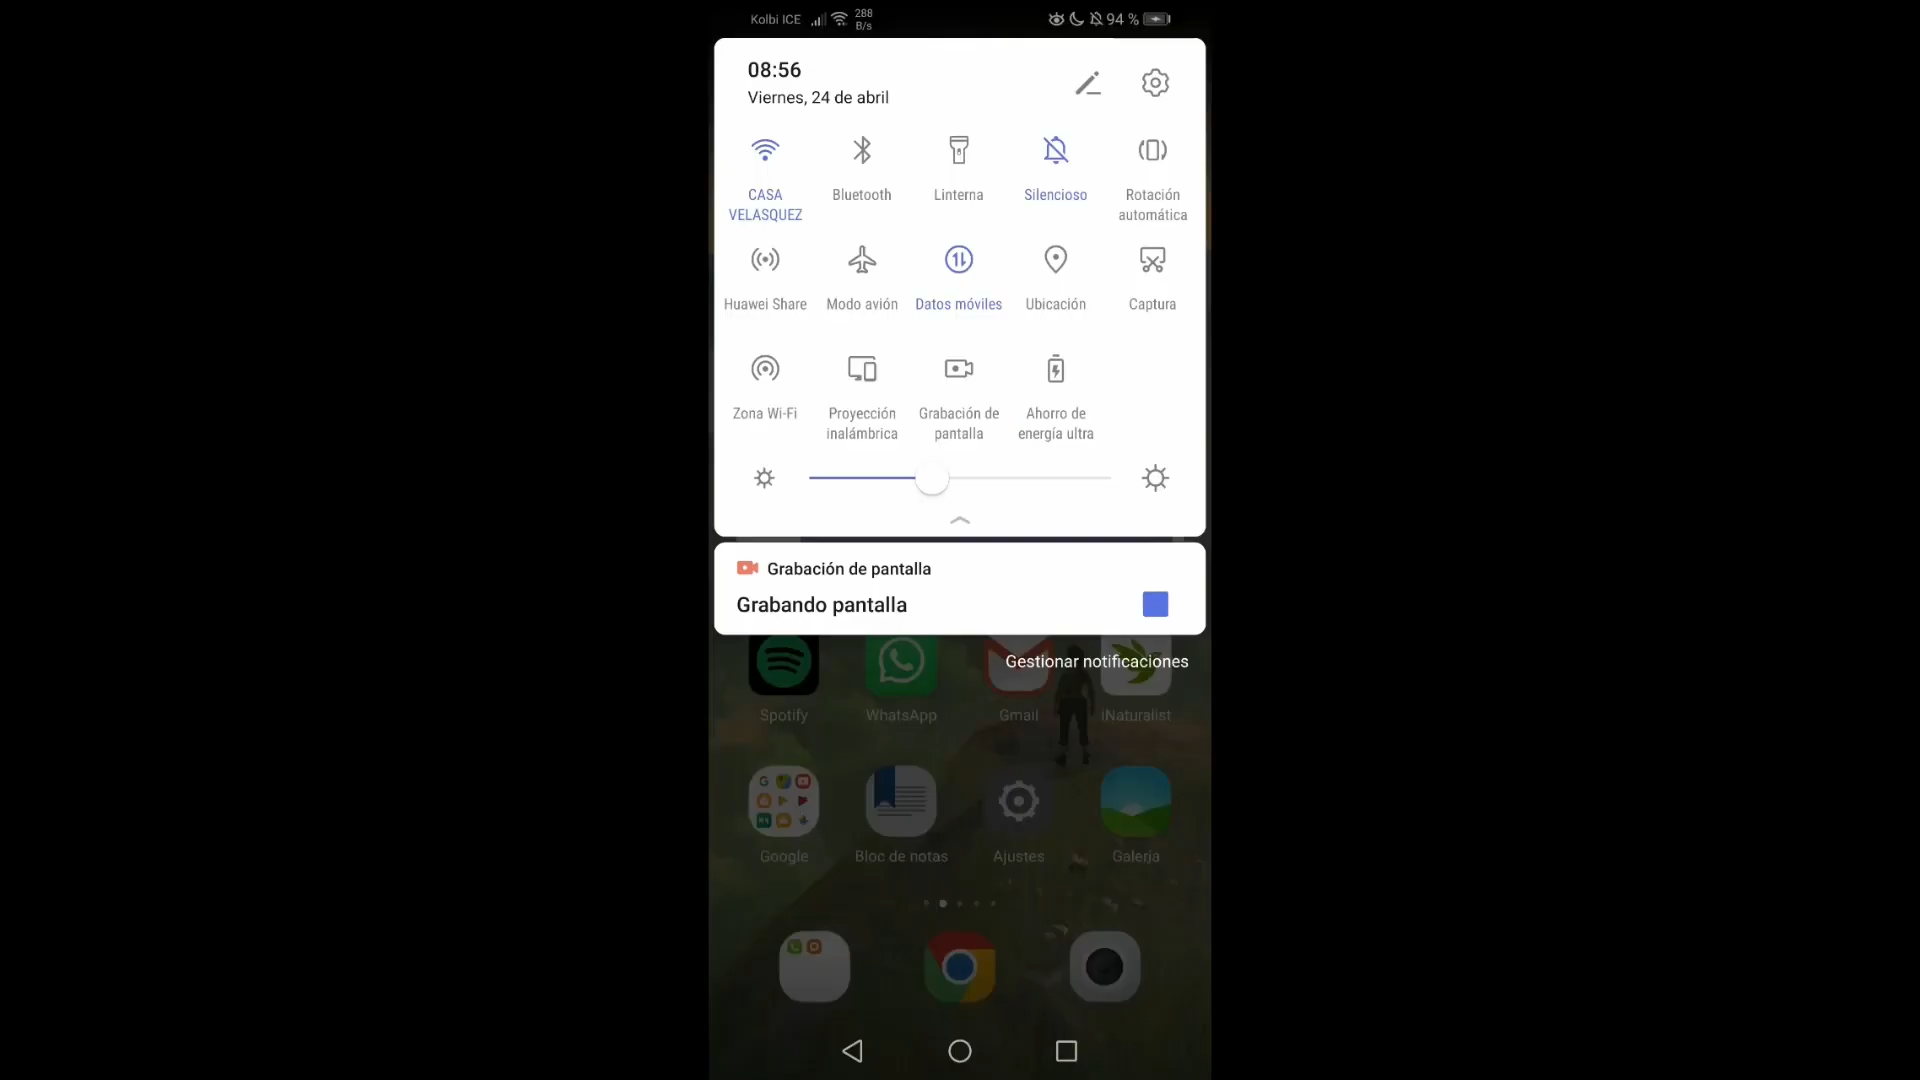 Kolbi ICE
288
B/s
94 %
08:56
Viernes, 24 de abril
CASA
VELASQUEZ
Bluetooth
Linterna
Silencioso
Rotación
automática
Huawei Share
Modo avión
Datos móviles
Ubicación
Captura
Zona Wi-Fi
Proyección
inalámbrica
Grabación de
pantalla
Ahorro de
energía ultra
Grabación de pantalla
Grabando pantalla
Gestionar notificaciones
Spotify
WhatsApp
Gmail
iNaturalist
Google
Bloc de notas
Ajustes
Galería